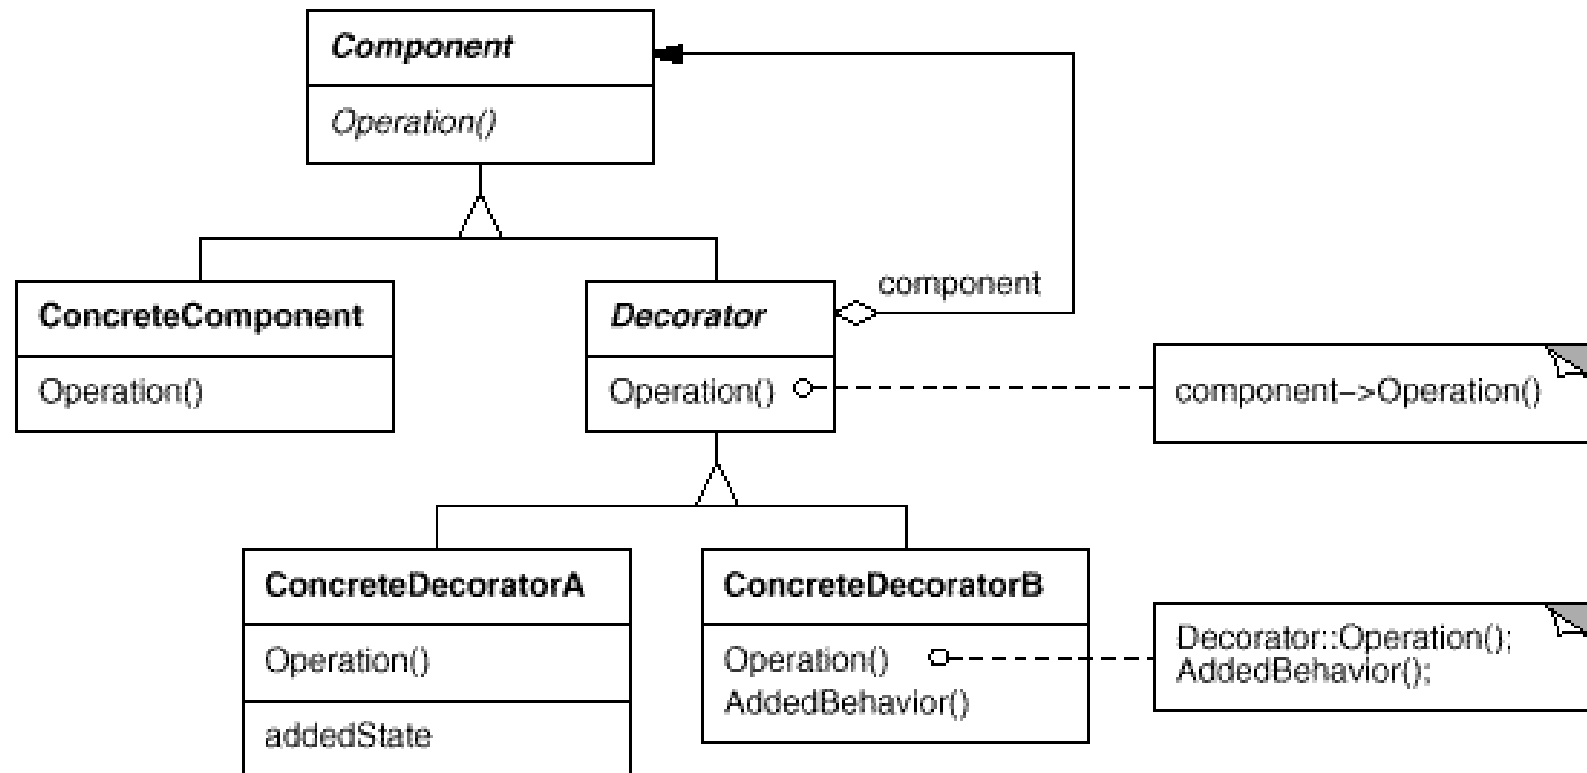 Component
Operation()
component
ConcreteComponent
Operation()
Decorator
Operation()
component–>Operation()
ConcreteDecoratorA
Operation()
addedState
ConcreteDecoratorB
Operation()
AddedBehavior()
Decorator::Operation();
AddedBehavior();